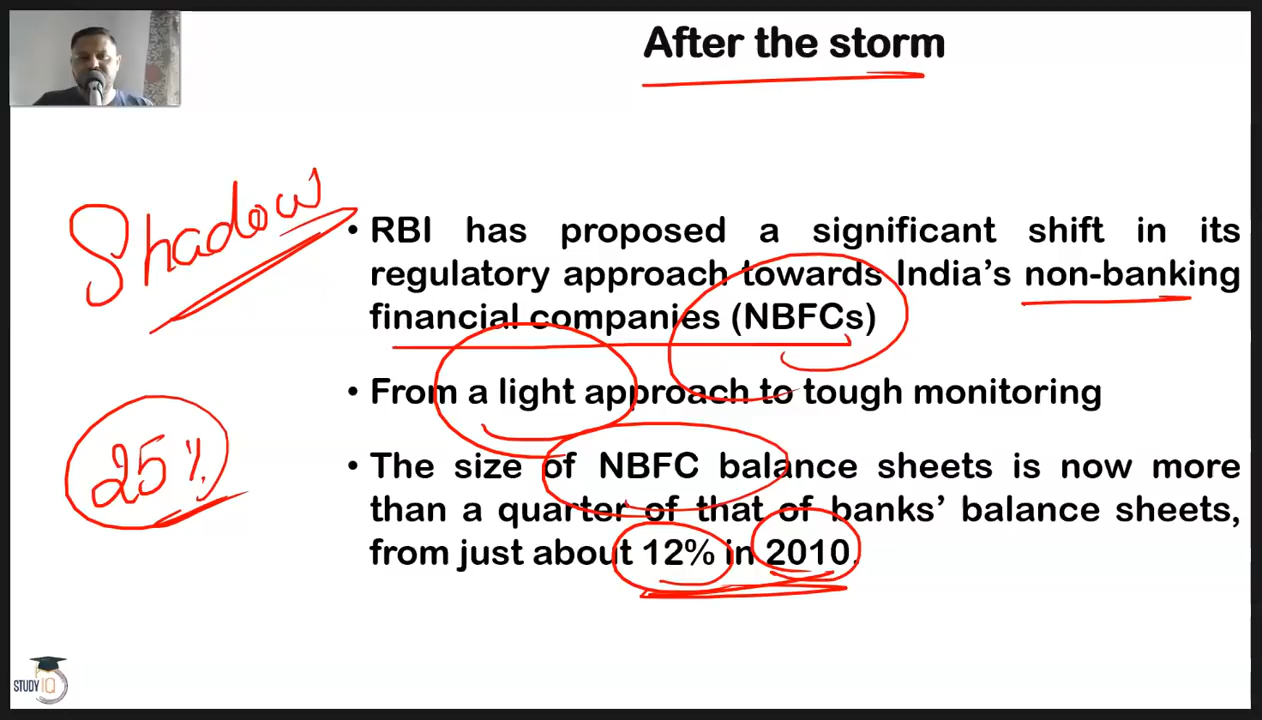 After the storm
Shadow
• RBI has proposed a significant shift in its
regulatory approach towards India's non-banking
financial companies (NBFCs)
• From a light approach to tough monitoring
25%
• The size of NBFC balance sheets is now more
than a quarter of that of banks' balance sheets,
from just about 12% in 2010.
STUDY IQ